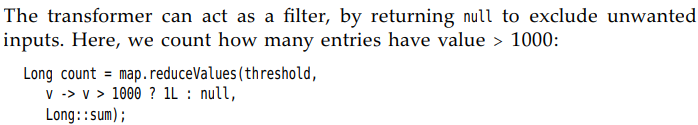 The transformer can act as a filter, by returning null to exclude unwanted
inputs. Here, we count how many entries have value > 1000:
Long count = map.reduceValues(threshold,
v -> v > 1000 ? 1L : null,
Long::sum);